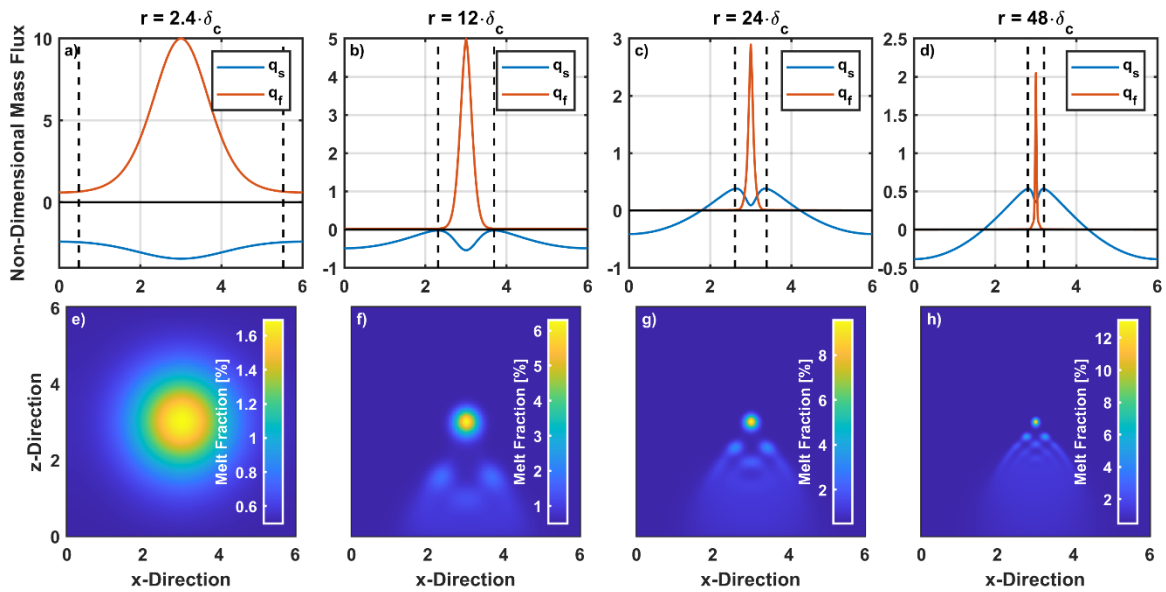 r = 2.4·δc r = 12·δc r = 24·δc r = 48·δc
Non-Dimensional Mass Flux
a) 10 5 0 0 2 4 6 qs qf
b) 5 4 3 2 1 0 -1 0 2 4 6 qs qf
c) 3 2 1 0 -1 0 2 4 6 qs qf
d) 2.5 2 1.5 1 0.5 0 -0.5 0 2 4 6 qs qf
z-Direction
e) 6 4 2 0 0 2 4 6 Melt Fraction [%] 1.6 1.4 1.2 1 0.8 0.6
f) 0 2 4 6 Melt Fraction [%] 6 5 4 3 2 1
g) 0 2 4 6 Melt Fraction [%] 8 6 4 2
h) 0 2 4 6 Melt Fraction [%] 12 10 8 6 4 2
x-Direction x-Direction x-Direction x-Direction